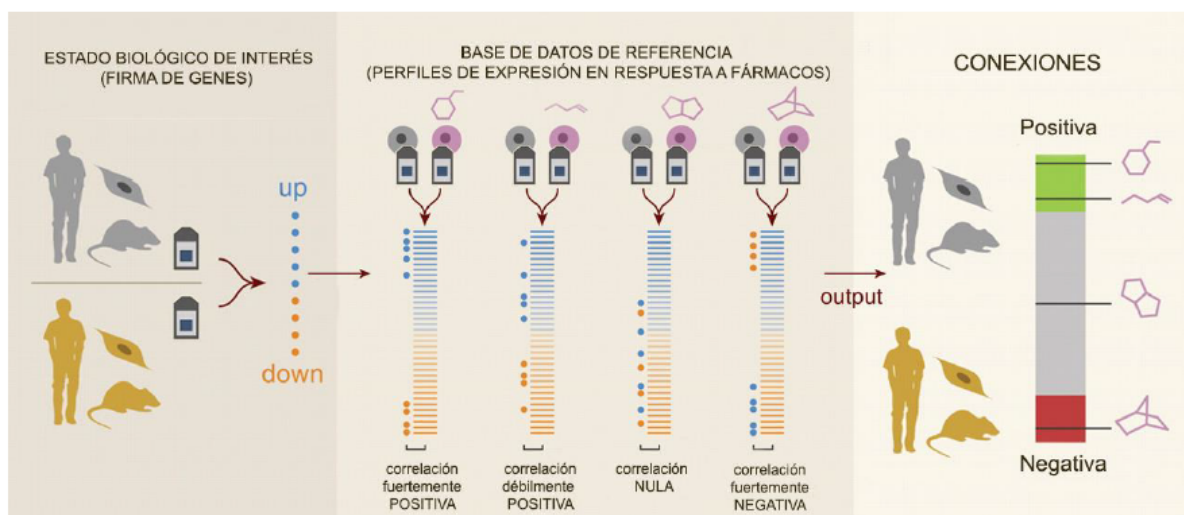 ESTADO BIOLÓGICO DE INTERÉS
(FIRMA DE GENES)
up
down
BASE DE DATOS DE REFERENCIA
(PERFILES DE EXPRESIÓN EN RESPUESTA A FÁRMACOS)
correlación
fuertemente
POSITIVA
correlación
débilmente
POSITIVA
correlación
NULA
correlación
fuertemente
NEGATIVA
output
CONEXIONES
Positiva
Negativa